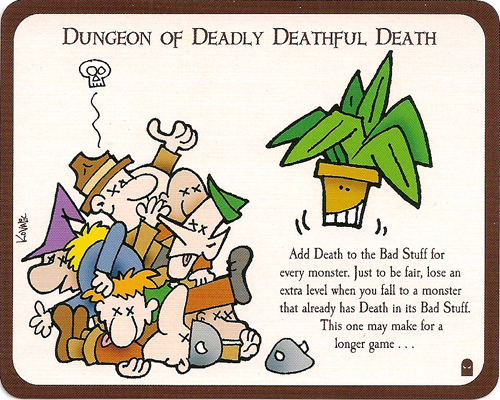 Dungeon of Deadly Deathful Death
Kovalic
Add Death to the Bad Stuff for
every monster. Just to be fair, lose an
extra level when you fall to a monster
that already has Death in its Bad Stuff.
This one may make for a
longer game . . .